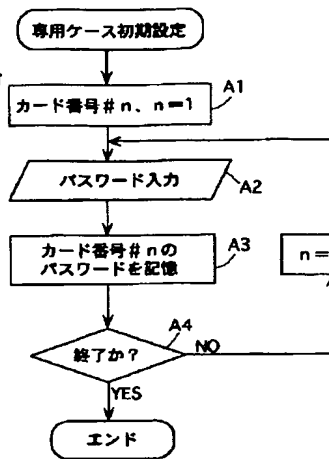 専用ケース初期設定
カード番号#n、n=1
A1
パスワード入力
A2
カード番号#nの
パスワードを記憶
A3
n=
終了か?
A4
NO
YES
エンド